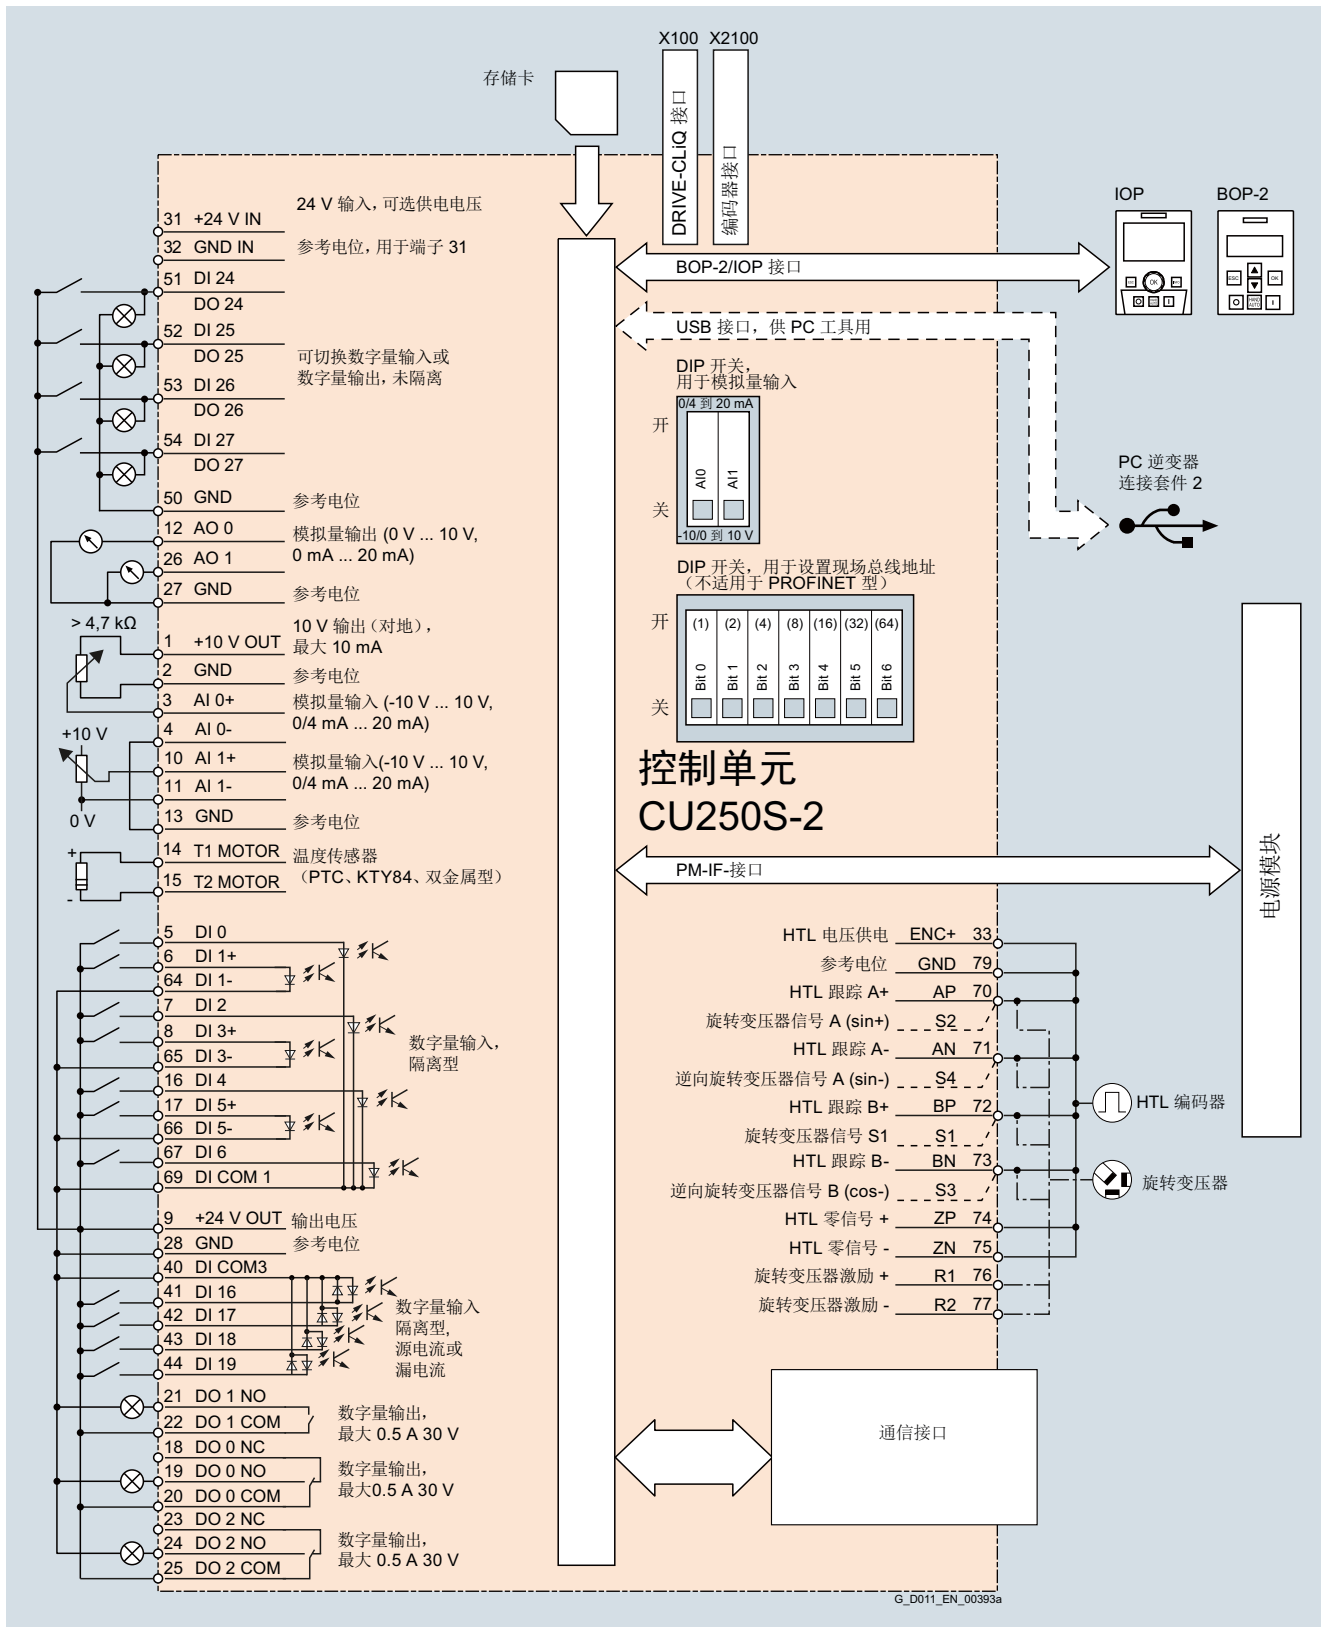 X100 X2100
存储卡
DRIVE-CLiQ 接口
编码器接口
IOP
BOP-2
31 +24 V IN
24 V 输入，可选供电电压
32 GND IN
参考电位，用于端子 31
51 DI 24
DO 24
52 DI 25
DO 25
53 DI 26
DO 26
54 DI 27
DO 27
可切换数字量输入或
数字量输出，未隔离
50 GND
参考电位
12 AO 0
26 AO 1
模拟量输出 (0 V ... 10 V,
0 mA ... 20 mA)
27 GND
参考电位
> 4,7 kΩ
1 +10 V OUT
10 V 输出（对地），
最大 10 mA
2 GND
参考电位
3 AI 0+
4 AI 0-
模拟量输入 (-10 V ... 10 V,
0/4 mA ... 20 mA)
+10 V
10 AI 1+
11 AI 1-
模拟量输入(-10 V ... 10 V,
0/4 mA ... 20 mA)
0 V
13 GND
参考电位
+
-
14 T1 MOTOR
15 T2 MOTOR
温度传感器
（PTC、KTY84、双金属型）
5 DI 0
6 DI 1+
64 DI 1-
7 DI 2
8 DI 3+
65 DI 3-
16 DI 4
17 DI 5+
66 DI 5-
67 DI 6
69 DI COM 1
数字量输入，
隔离型
9 +24 V OUT 输出电压
28 GND
参考电位
40 DI COM3
41 DI 16
42 DI 17
43 DI 18
44 DI 19
数字量输入
隔离型，
源电流或
漏电流
21 DO 1 NO
22 DO 1 COM
数字量输出，
最大 0.5 A 30 V
18 DO 0 NC
19 DO 0 NO
20 DO 0 COM
数字量输出，
最大0.5 A 30 V
23 DO 2 NC
24 DO 2 NO
25 DO 2 COM
数字量输出，
最大 0.5 A 30 V
BOP-2/IOP 接口
ESC OK
OK
USB 接口，供 PC 工具用
DIP 开关，
用于模拟量输入
0/4 到 20 mA
开
AI0 AI1
关
-10/0 到 10 V
PC 逆变器
连接套件 2
DIP 开关，用于设置现场总线地址
（不适用于 PROFINET 型）
开
(1) (2) (4) (8) (16) (32) (64)
Bit 0 Bit 1 Bit 2 Bit 3 Bit 4 Bit 5 Bit 6
关
控制单元
CU250S-2
PM-IF-接口
电源模块
HTL 电压供电 ENC+ 33
参考电位 GND 79
HTL 跟踪 A+ AP 70
旋转变压器信号 A (sin+) S2
HTL 跟踪 A- AN 71
逆向旋转变压器信号 A (sin-) S4
HTL 跟踪 B+ BP 72
旋转变压器信号 S1 S1
HTL 跟踪 B- BN 73
逆向旋转变压器信号 B (cos-) S3
HTL 零信号 + ZP 74
HTL 零信号 - ZN 75
旋转变压器激励 + R1 76
旋转变压器激励 - R2 77
HTL 编码器
旋转变压器
通信接口
G_D011_EN_00393a